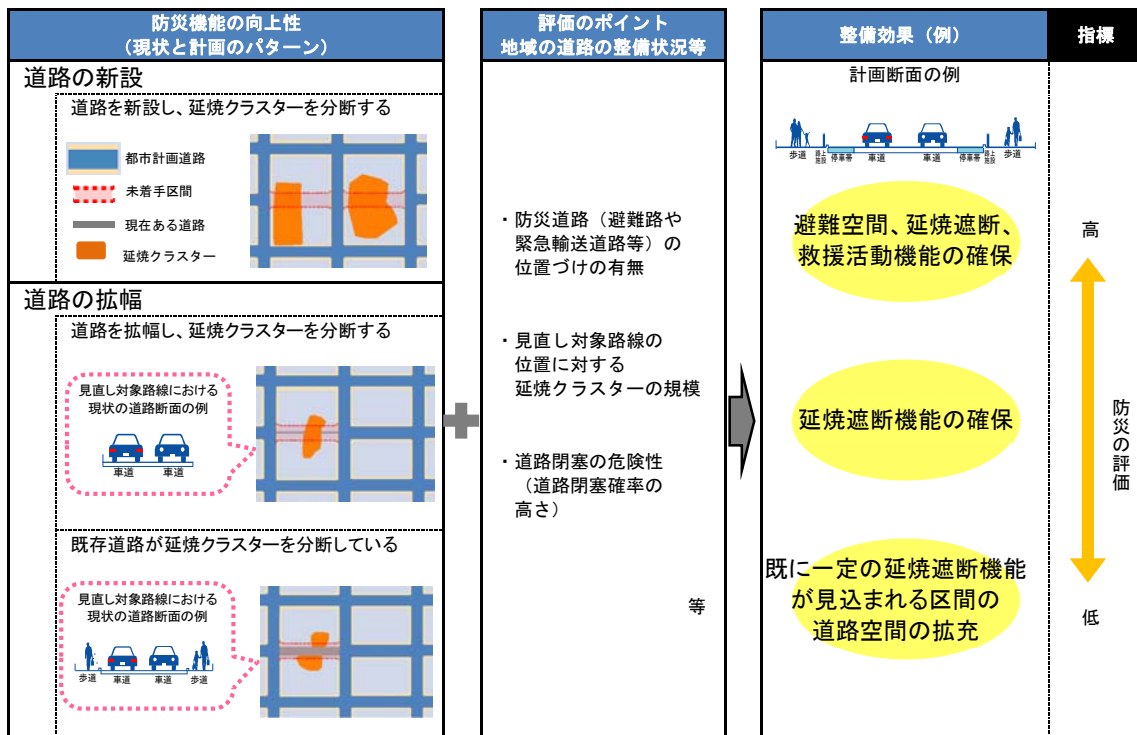 防災機能の向上性
(現状と計画のパターン)
道路の新設
道路を新設し、延焼クラスターを分断する
都市計画道路
未着手区間
現在ある道路
延焼クラスター
道路の拡幅
道路を拡幅し、延焼クラスターを分断する
見直し対象路線における
現状の道路断面の例
車道 車道
既存道路が延焼クラスターを分断している
見直し対象路線における
現状の道路断面の例
歩道 車道 車道 歩道
評価のポイント
地域の道路の整備状況等
・防災道路(避難路や
緊急輸送道路等)の
位置づけの有無
・見直し対象路線の
位置に対する
延焼クラスターの規模
・道路閉塞の危険性
(道路閉塞確率の
高さ)
等
整備効果(例)
計画断面の例
歩道 路上施設 停車帯 車道 車道 停車帯 路上施設 歩道
避難空間、延焼遮断、
救援活動機能の確保
延焼遮断機能の確保
既に一定の延焼遮断機能
が見込まれる区間の
道路空間の拡充
指標
高
防災の評価
低